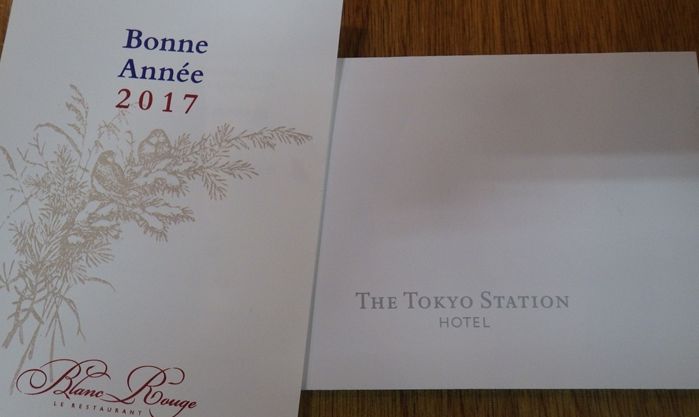 Bonne
Année
2017
Blanc Rouge
LE RESTAURANT
THE TOKYO STATION
HOTEL